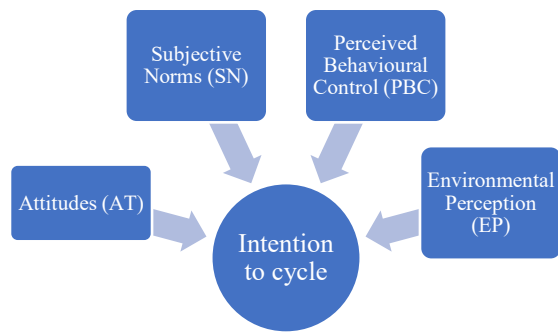 Subjective
Norms (SN)
Perceived
Behavioural
Control (PBC)
Attitudes (AT)
Environmental
Perception
(EP)
Intention
to cycle